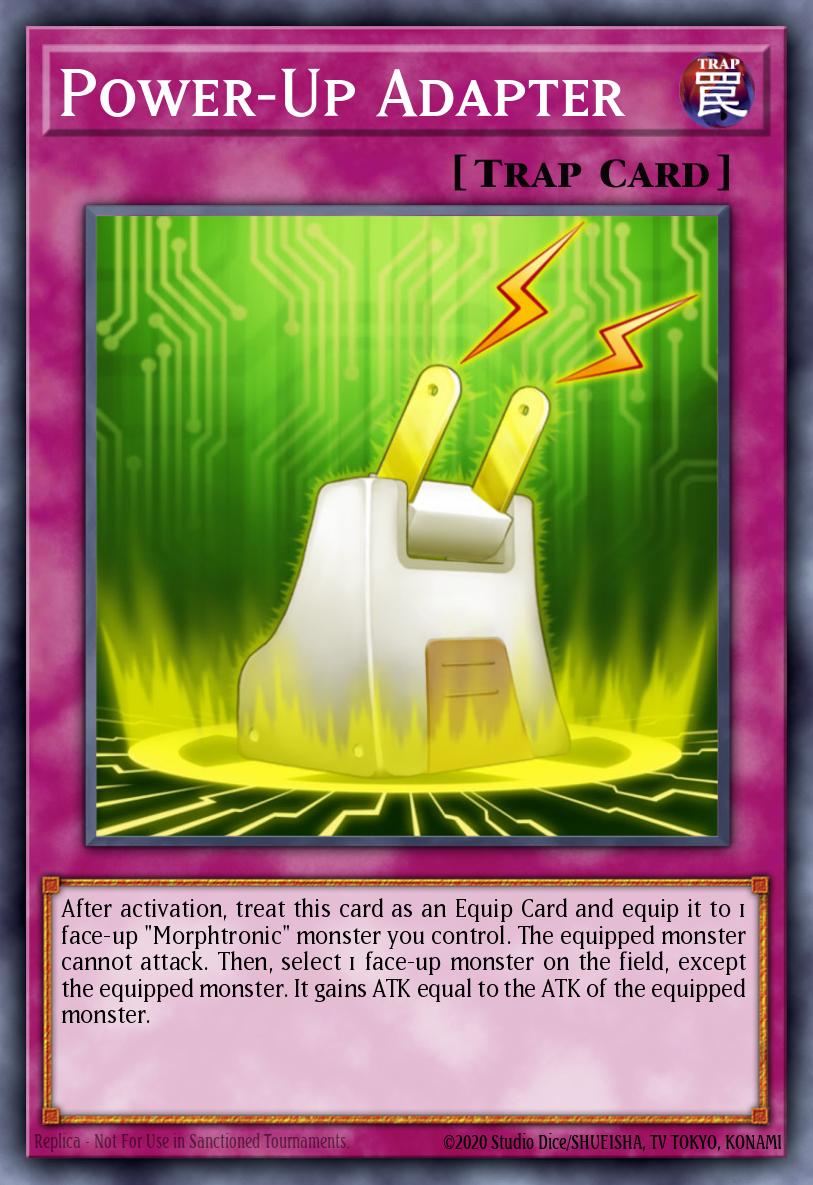 Power-Up Adapter
TRAP
罠
[Trap Card]
After activation, treat this card as an Equip Card and equip it to 1
face-up "Morphtronic" monster you control. The equipped monster
cannot attack. Then, select 1 face-up monster on the field, except
the equipped monster. It gains ATK equal to the ATK of the equipped
monster.
Replica - Not For Use in Sanctioned Tournaments.
©2020 Studio Dice/SHUEISHA, TV TOKYO, KONAMI